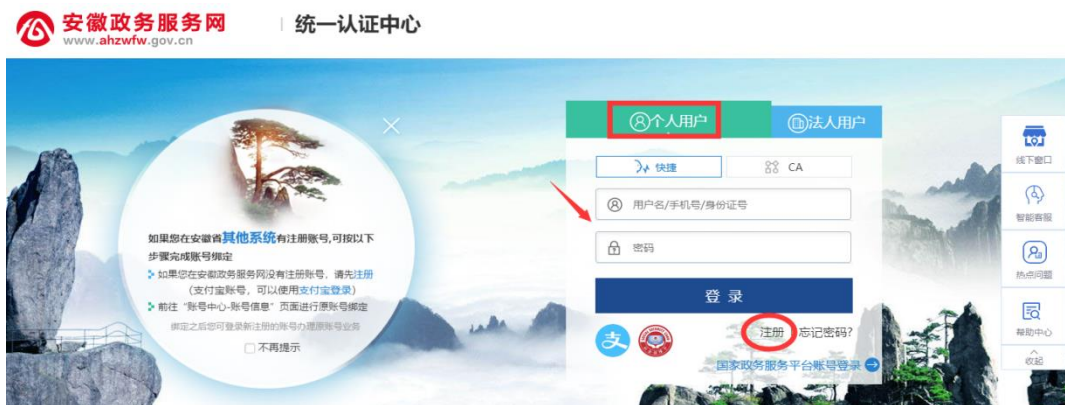 安徽政务服务网
www.ahzwfw.gov.cn
统一认证中心
如果您在安徽省其他系统有注册账号,可按以下
步骤完成账号绑定
如果您在安徽政务服务网没有注册账号，请先注册
（支付宝账号，可以使用支付宝登录）
前往“账号中心-账号信息”页面进行原账号绑定
绑定之后您可登录新注册的账号办理原账号业务
不再提示
个人用户
法人用户
快捷
CA
用户名/手机号/身份证号
密码
登录
支
注册
忘记密码?
国家政务服务平台账号登录
线下窗口
智能客服
热点问题
帮助中心
收起